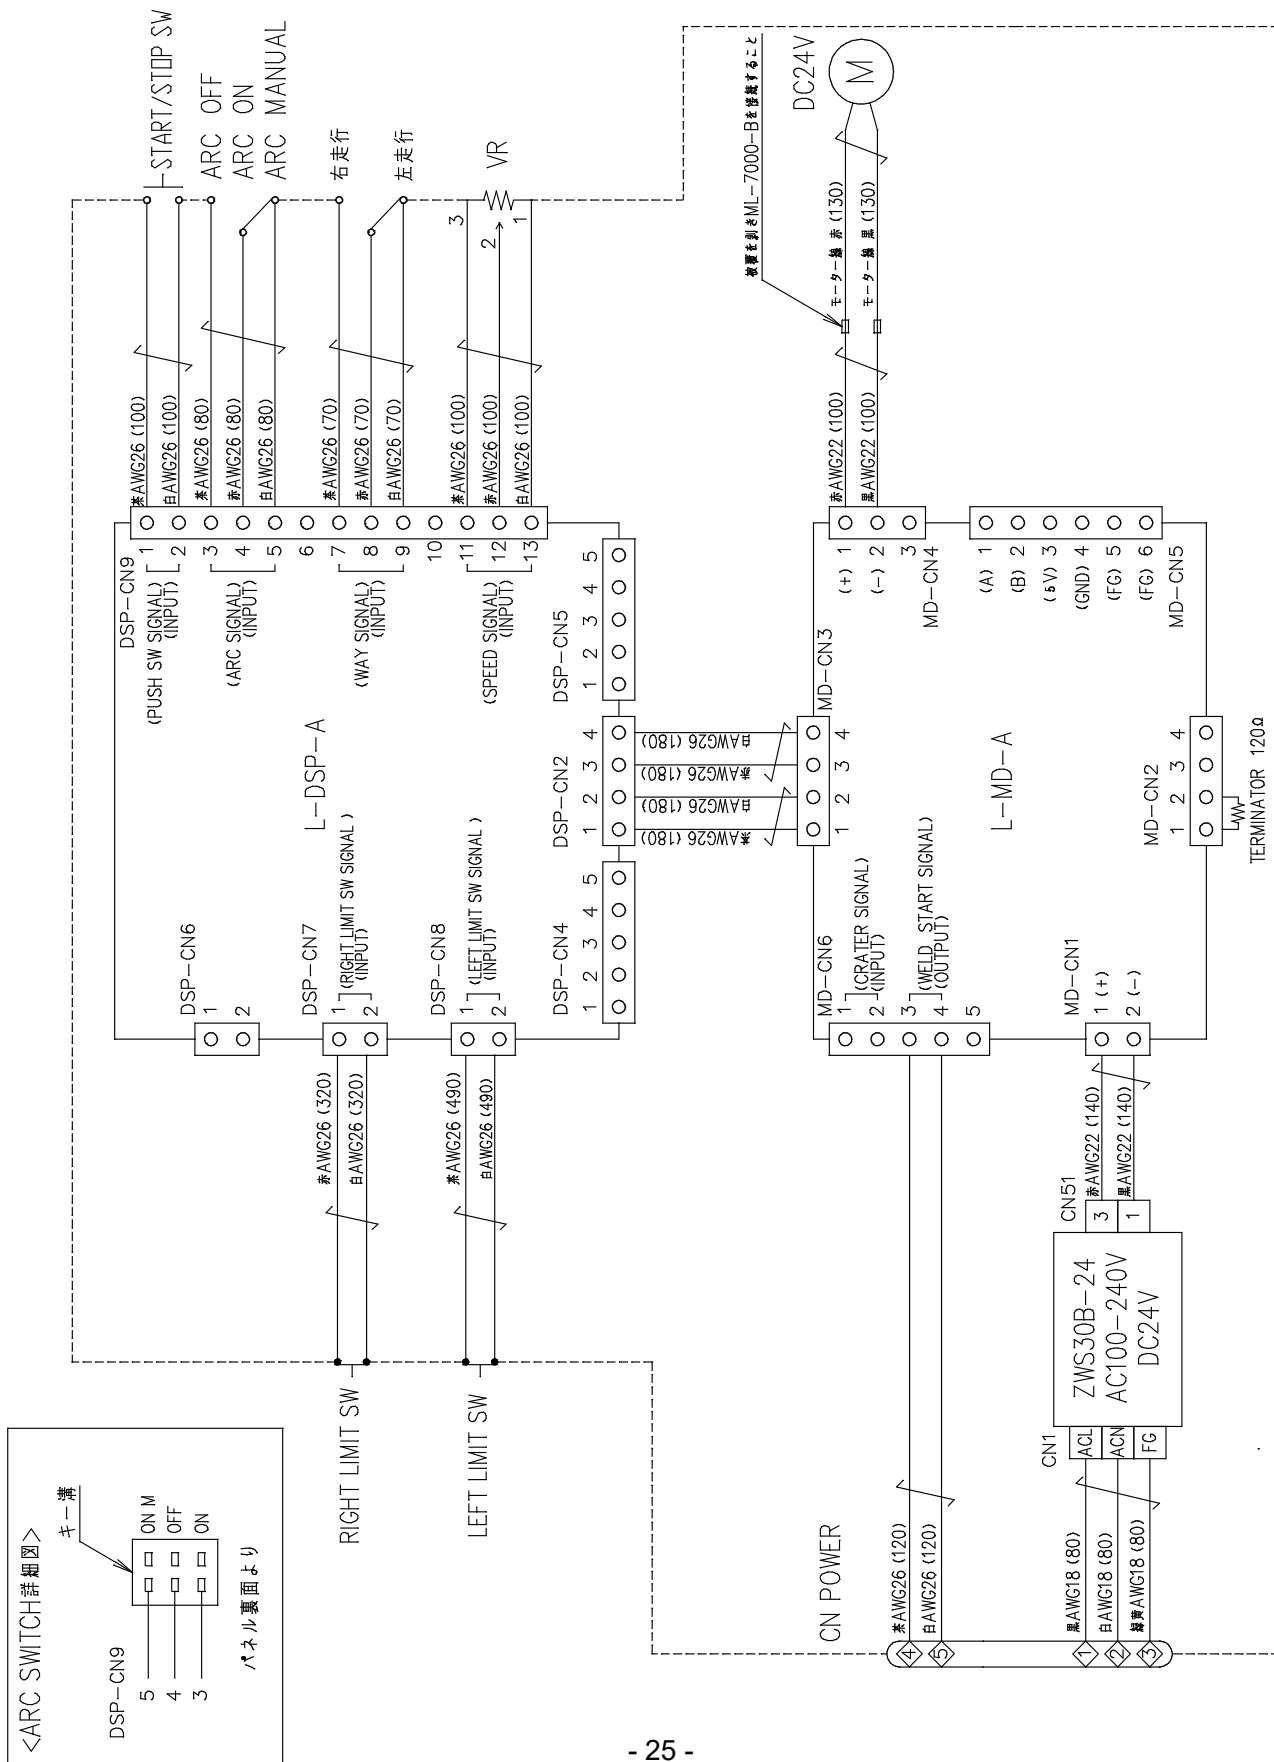 <ARC SWITCH詳細図>
キー溝
DSP-CN9
5
4
3
ON M
OFF
ON
パネル裏面より
START/STOP SW
ARC OFF
ARC ON
ARC MANUAL
右走行
左走行
3
2
1
VR
茶AWG26 (100)
白AWG26 (100)
茶AWG26 (80)
赤AWG26 (80)
白AWG26 (80)
茶AWG26 (70)
赤AWG26 (70)
白AWG26 (70)
茶AWG26 (100)
赤AWG26 (100)
白AWG26 (100)
DSP-CN9
1
2
3
4
5
6
7
8
9
10
11
12
13
(PUSH SW SIGNAL)
(INPUT)
(ARC SIGNAL)
(INPUT)
(WAY SIGNAL)
(INPUT)
(SPEED SIGNAL)
(INPUT)
L-DSP-A
DSP-CN6
1
2
DSP-CN7
1
2
(RIGHT LIMIT SW SIGNAL )
(INPUT)
DSP-CN8
1
2
(LEFT LIMIT SW SIGNAL )
(INPUT)
赤AWG26 (320)
白AWG26 (320)
茶AWG26 (490)
白AWG26 (490)
RIGHT LIMIT SW
LEFT LIMIT SW
DSP-CN4
1 2 3 4 5
DSP-CN2
1 2 3 4
DSP-CN5
1 2 3 4 5
茶AWG26 (180)
白AWG26 (180)
赤AWG26 (180)
白AWG26 (180)
MD-CN3
1 2 3 4
L-MD-A
MD-CN6
1
2
3
4
5
(CRATER SIGNAL)
(INPUT)
(WELD START SIGNAL)
(OUTPUT)
MD-CN1
1 (+)
2 (-)
MD-CN2
1 2 3 4
TERMINATOR 120Ω
MD-CN4
(+) 1
(-) 2
3
MD-CN5
(A) 1
(B) 2
(5V) 3
(GND) 4
(FG) 5
(FG) 6
赤AWG22 (100)
黒AWG22 (100)
モーター線 赤 (130)
モーター線 黒 (130)
被覆を剥きML-7000-Bを塗布すること
DC24V
M
CN POWER
4
5
1
2
3
茶AWG26 (120)
白AWG26 (120)
黒AWG18 (80)
白AWG18 (80)
緑黄AWG18 (80)
CN1
ACL
ACN
FG
ZWS30B-24
AC100-240V
DC24V
CN51
3
1
赤AWG22 (140)
黒AWG22 (140)
- 25 -